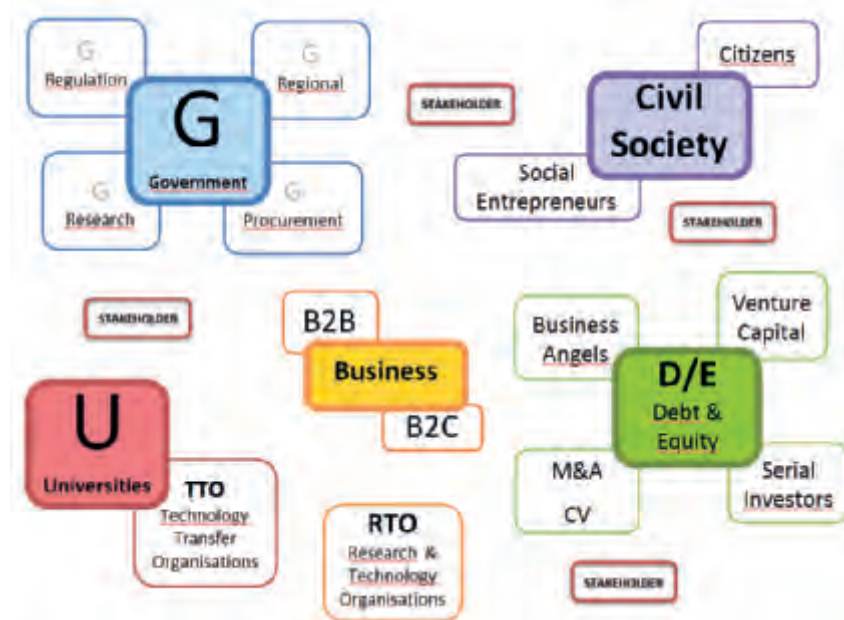 G
Regulation
G
Regional
G
Government
G
Research
G
Procurement
STAKEHOLDER
Citizens
Civil
Society
Social
Entrepreneurs
STAKEHOLDER
STAKEHOLDER
B2B
Business
B2C
Business
Angels
Venture
Capital
D/E
Debt &
Equity
M&A
CV
Serial
Investors
U
Universities
TTO
Technology
Transfer
Organisations
RTO
Research &
Technology
Organisations
STAKEHOLDER